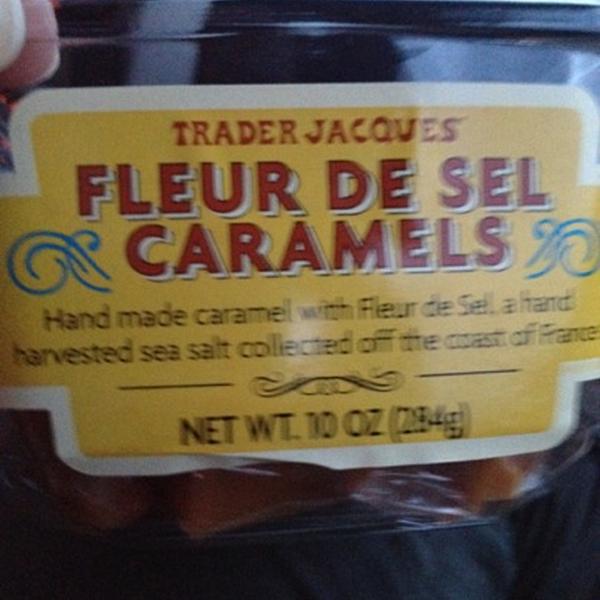 TRADER JACQUES'
FLEUR DE SEL
CARAMELS
Hand made caramel with Fleur de Sel, a hand
harvested sea salt collected off the coast of France
NET WT. 10 OZ (284g)